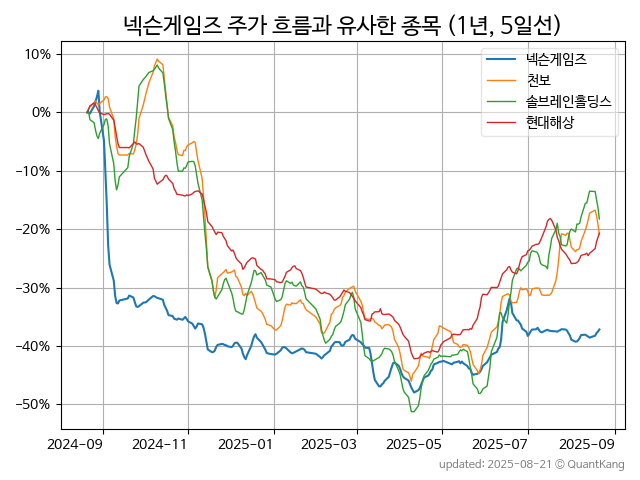 넥슨게임즈 주가 흐름과 유사한 종목 (1년, 5일선)
10%
0%
−10%
−20%
−30%
−40%
−50%
넥슨게임즈
천보
솔브레인홀딩스
현대해상
2024-09
2024-11
2025-01
2025-03
2025-05
2025-07
2025-09
updated: 2025-08-21 © QuantKang